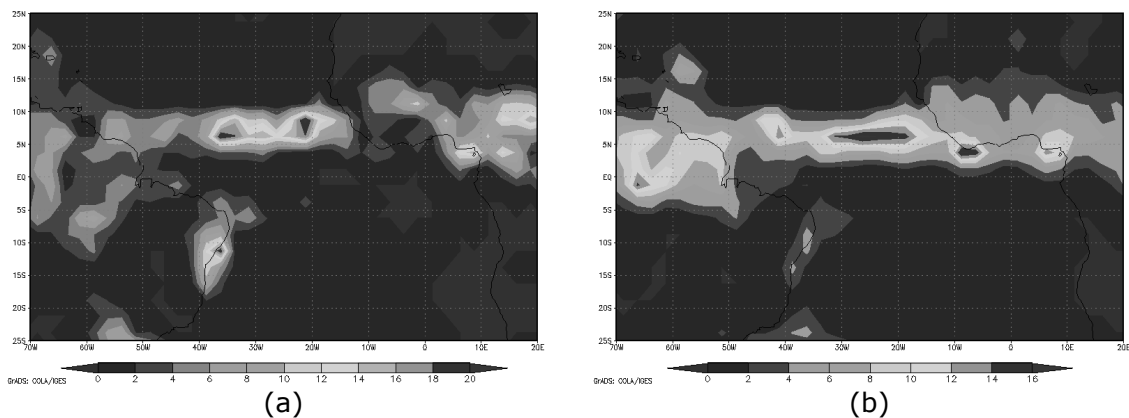 25N
20N
15N
10N
5N
EQ
5S
10S
15S
20S
25S
70W 60W 50W 40W 30W 20W 10W 0 10E 20E
0 2 4 6 8 10 12 14 16 18 20
GrADS: COLA/IGES
(a)
25N
20N
15N
10N
5N
EQ
5S
10S
15S
20S
25S
70W 60W 50W 40W 30W 20W 10W 0 10E 20E
0 2 4 6 8 10 12 14 16
GrADS: COLA/IGES
(b)